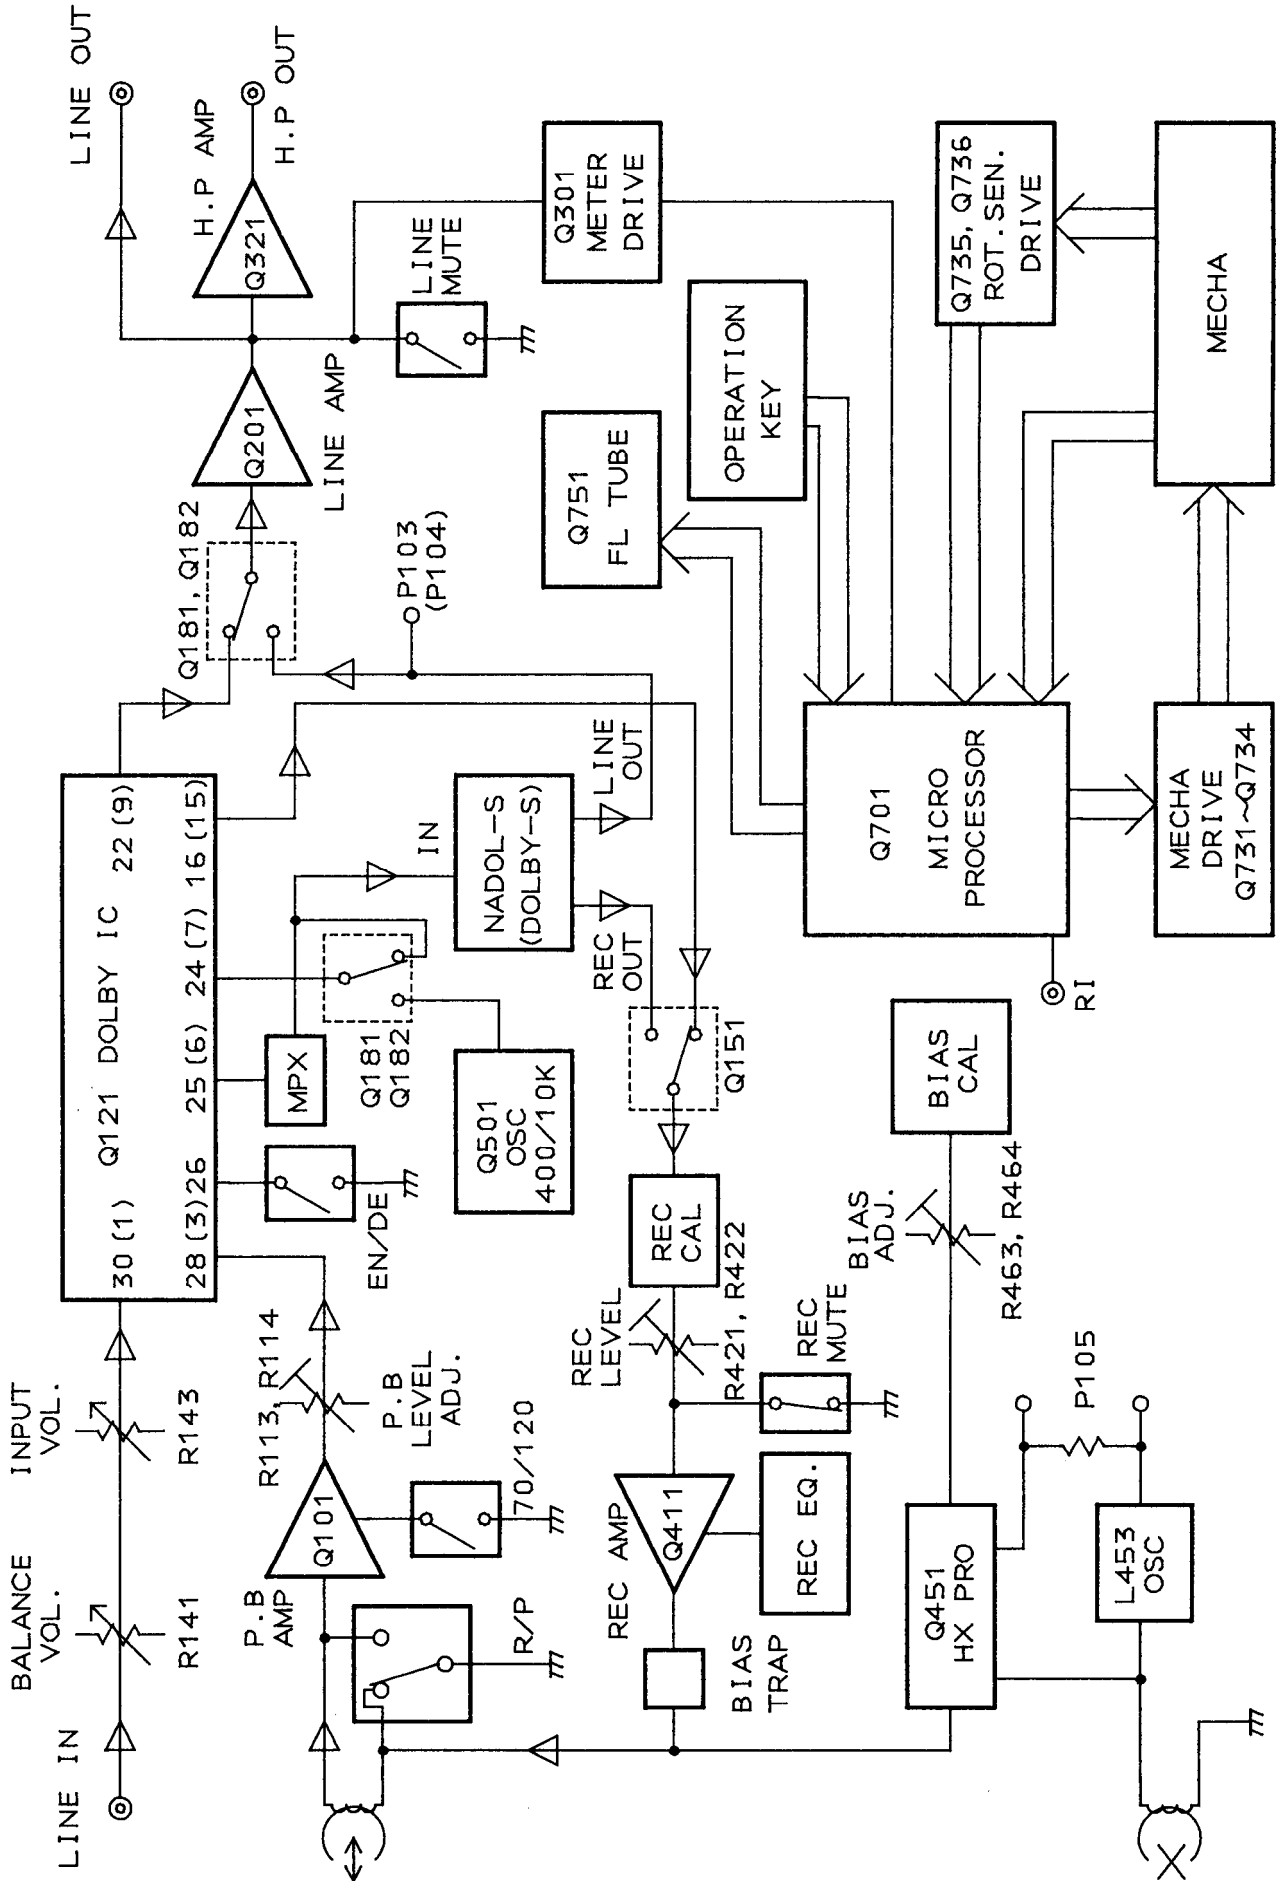 LINE IN
BALANCE
VOL.
R141
INPUT
VOL.
R143
30(1)
Q121 DOLBY IC
22(9)
28(3)
26
25(6)
24(7)
16(15)
LINE OUT
H.P AMP
Q321
H.P OUT
Q181, Q182
Q201
LINE AMP
LINE
MUTE
P.B
AMP
Q101
R113, R114
P.B
LEVEL
ADJ.
70/120
R/P
EN/DE
MPX
Q181
Q182
Q501
OSC
400/10K
IN
NADOL-S
(DOLBY-S)
REC
OUT
LINE
OUT
P103
(P104)
Q301
METER
DRIVE
Q751
FL TUBE
OPERATION
KEY
Q151
REC
CAL
REC
LEVEL
R421, R422
REC
MUTE
REC AMP
Q411
REC EQ.
BIAS
TRAP
Q451
HX PRO
L453
OSC
P105
BIAS
ADJ.
R463, R464
BIAS
CAL
RI
Q701
MICRO
PROCESSOR
MECHA
DRIVE
Q731~Q734
Q735, Q736
ROT.SEN.
DRIVE
MECHA